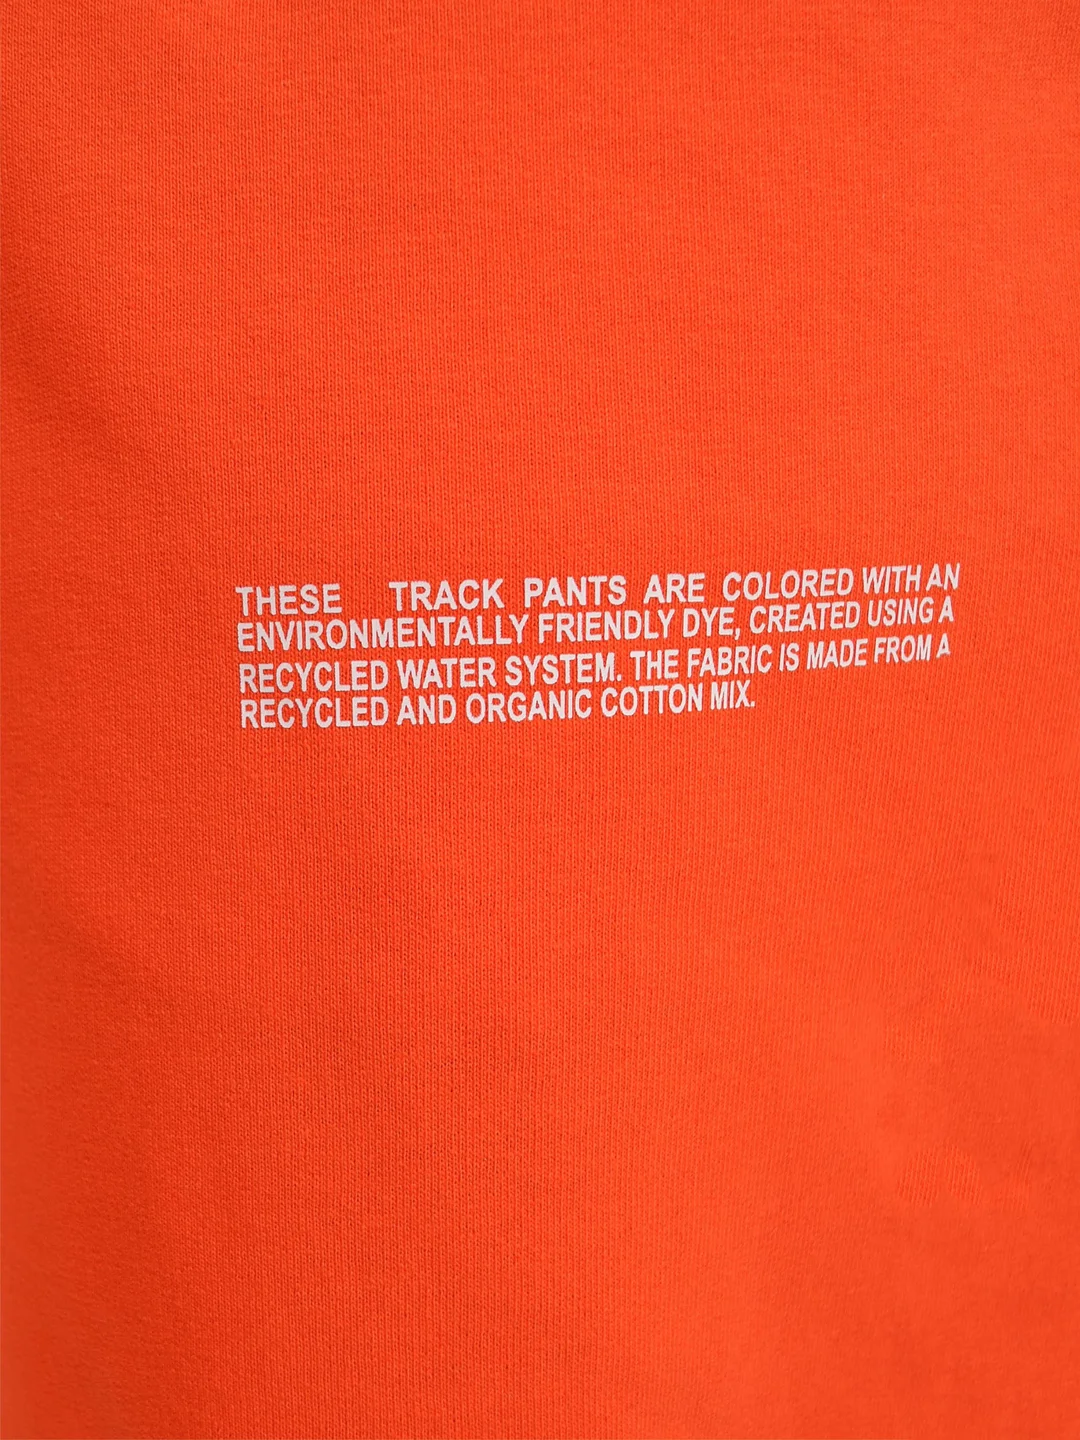 THESE TRACK PANTS ARE COLORED WITH AN
ENVIRONMENTALLY FRIENDLY DYE, CREATED USING A
RECYCLED WATER SYSTEM. THE FABRIC IS MADE FROM A
RECYCLED AND ORGANIC COTTON MIX.